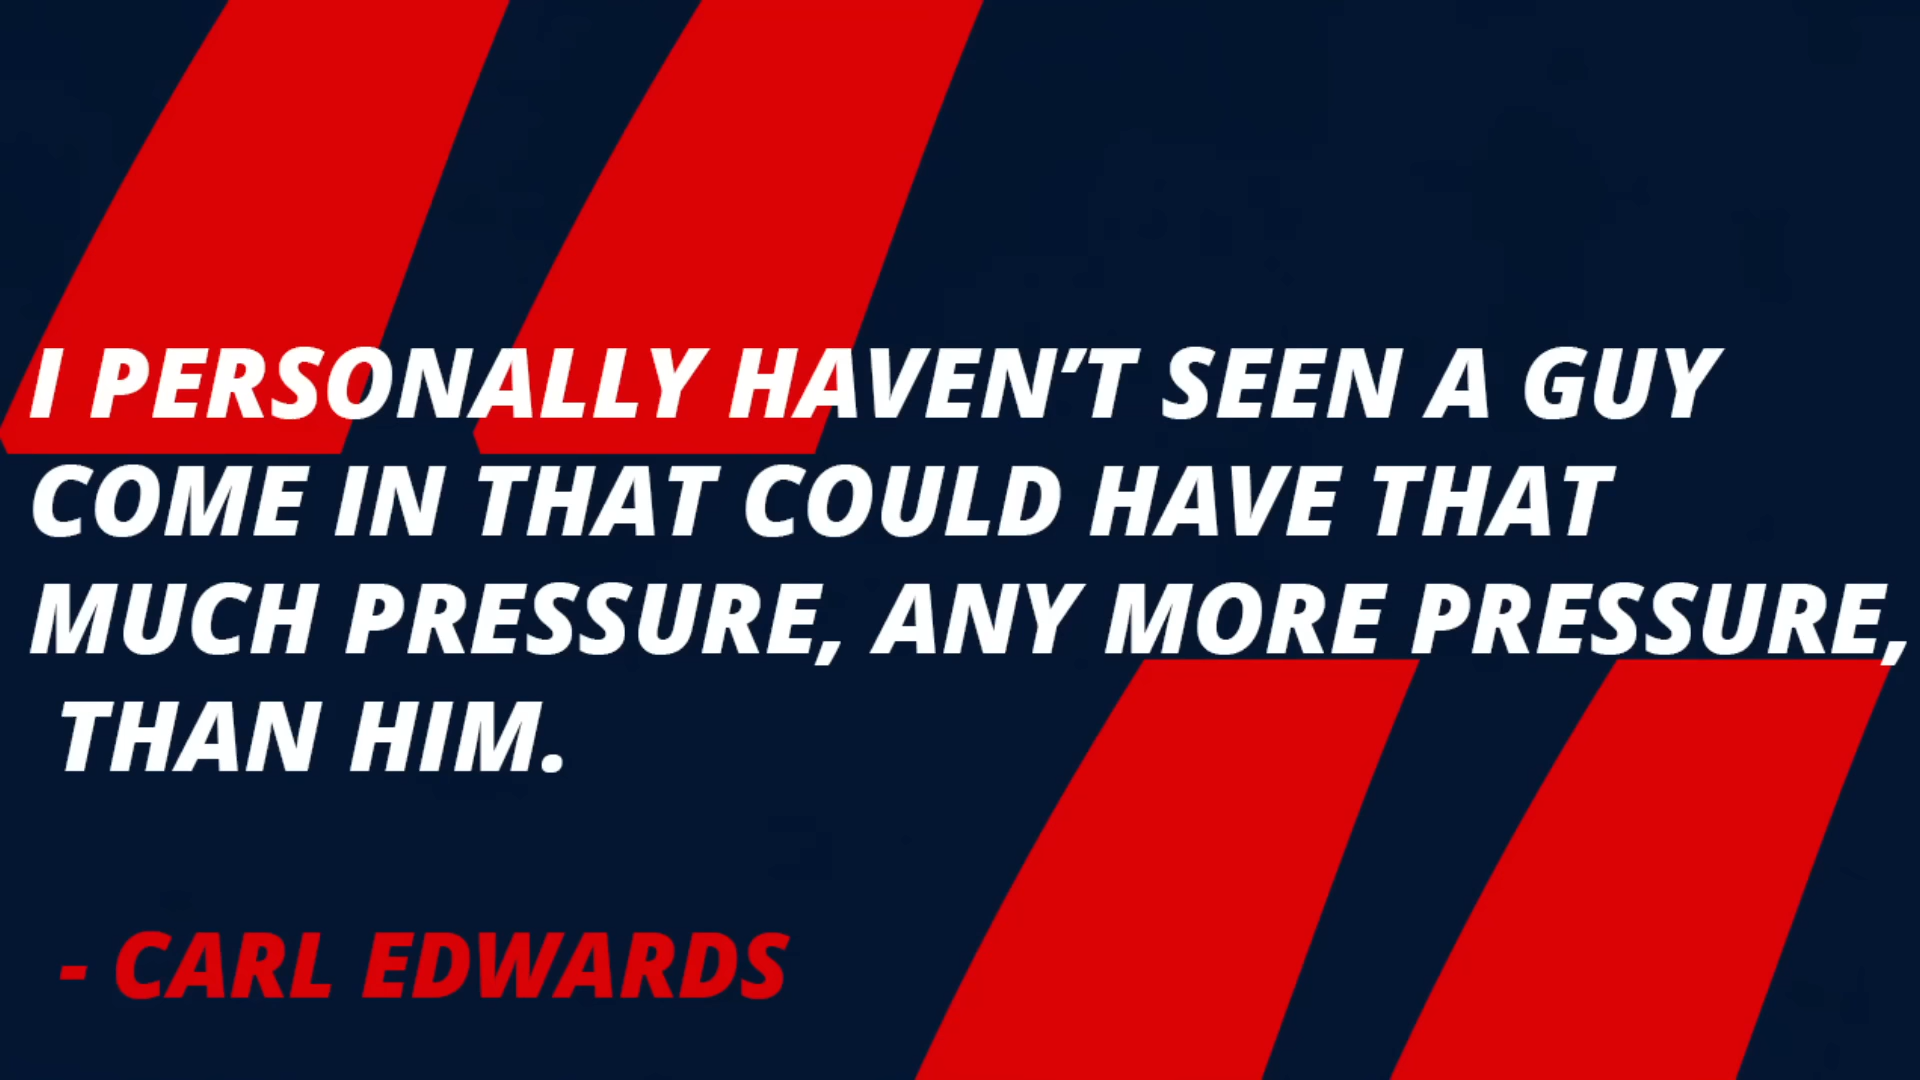 I PERSONALLY HAVEN’T SEEN A GUY
COME IN THAT COULD HAVE THAT
MUCH PRESSURE, ANY MORE PRESSURE,
THAN HIM.
- CARL EDWARDS